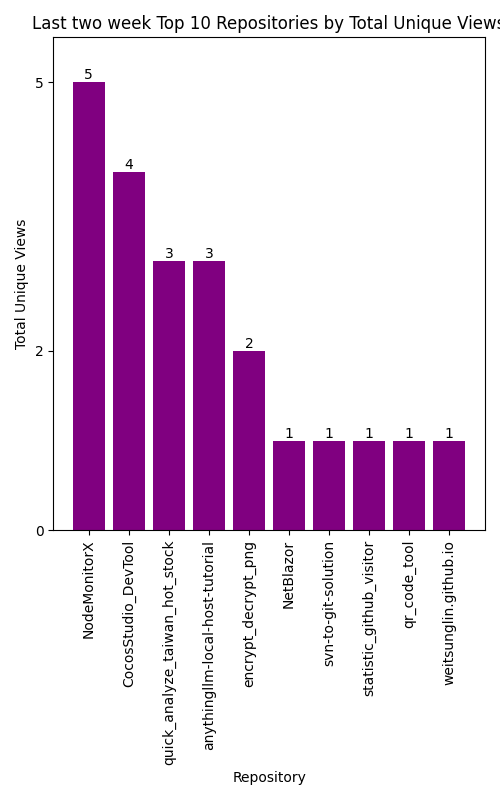 Last two week Top 10 Repositories by Total Unique Views
Total Unique Views
5
2
0
5
4
3
3
2
1
1
1
1
1
NodeMonitorX
CocosStudio_DevTool
quick_analyze_taiwan_hot_stock
anythingllm-local-host-tutorial
encrypt_decrypt_png
NetBlazor
svn-to-git-solution
statistic_github_visitor
qr_code_tool
weitsunglin.github.io
Repository